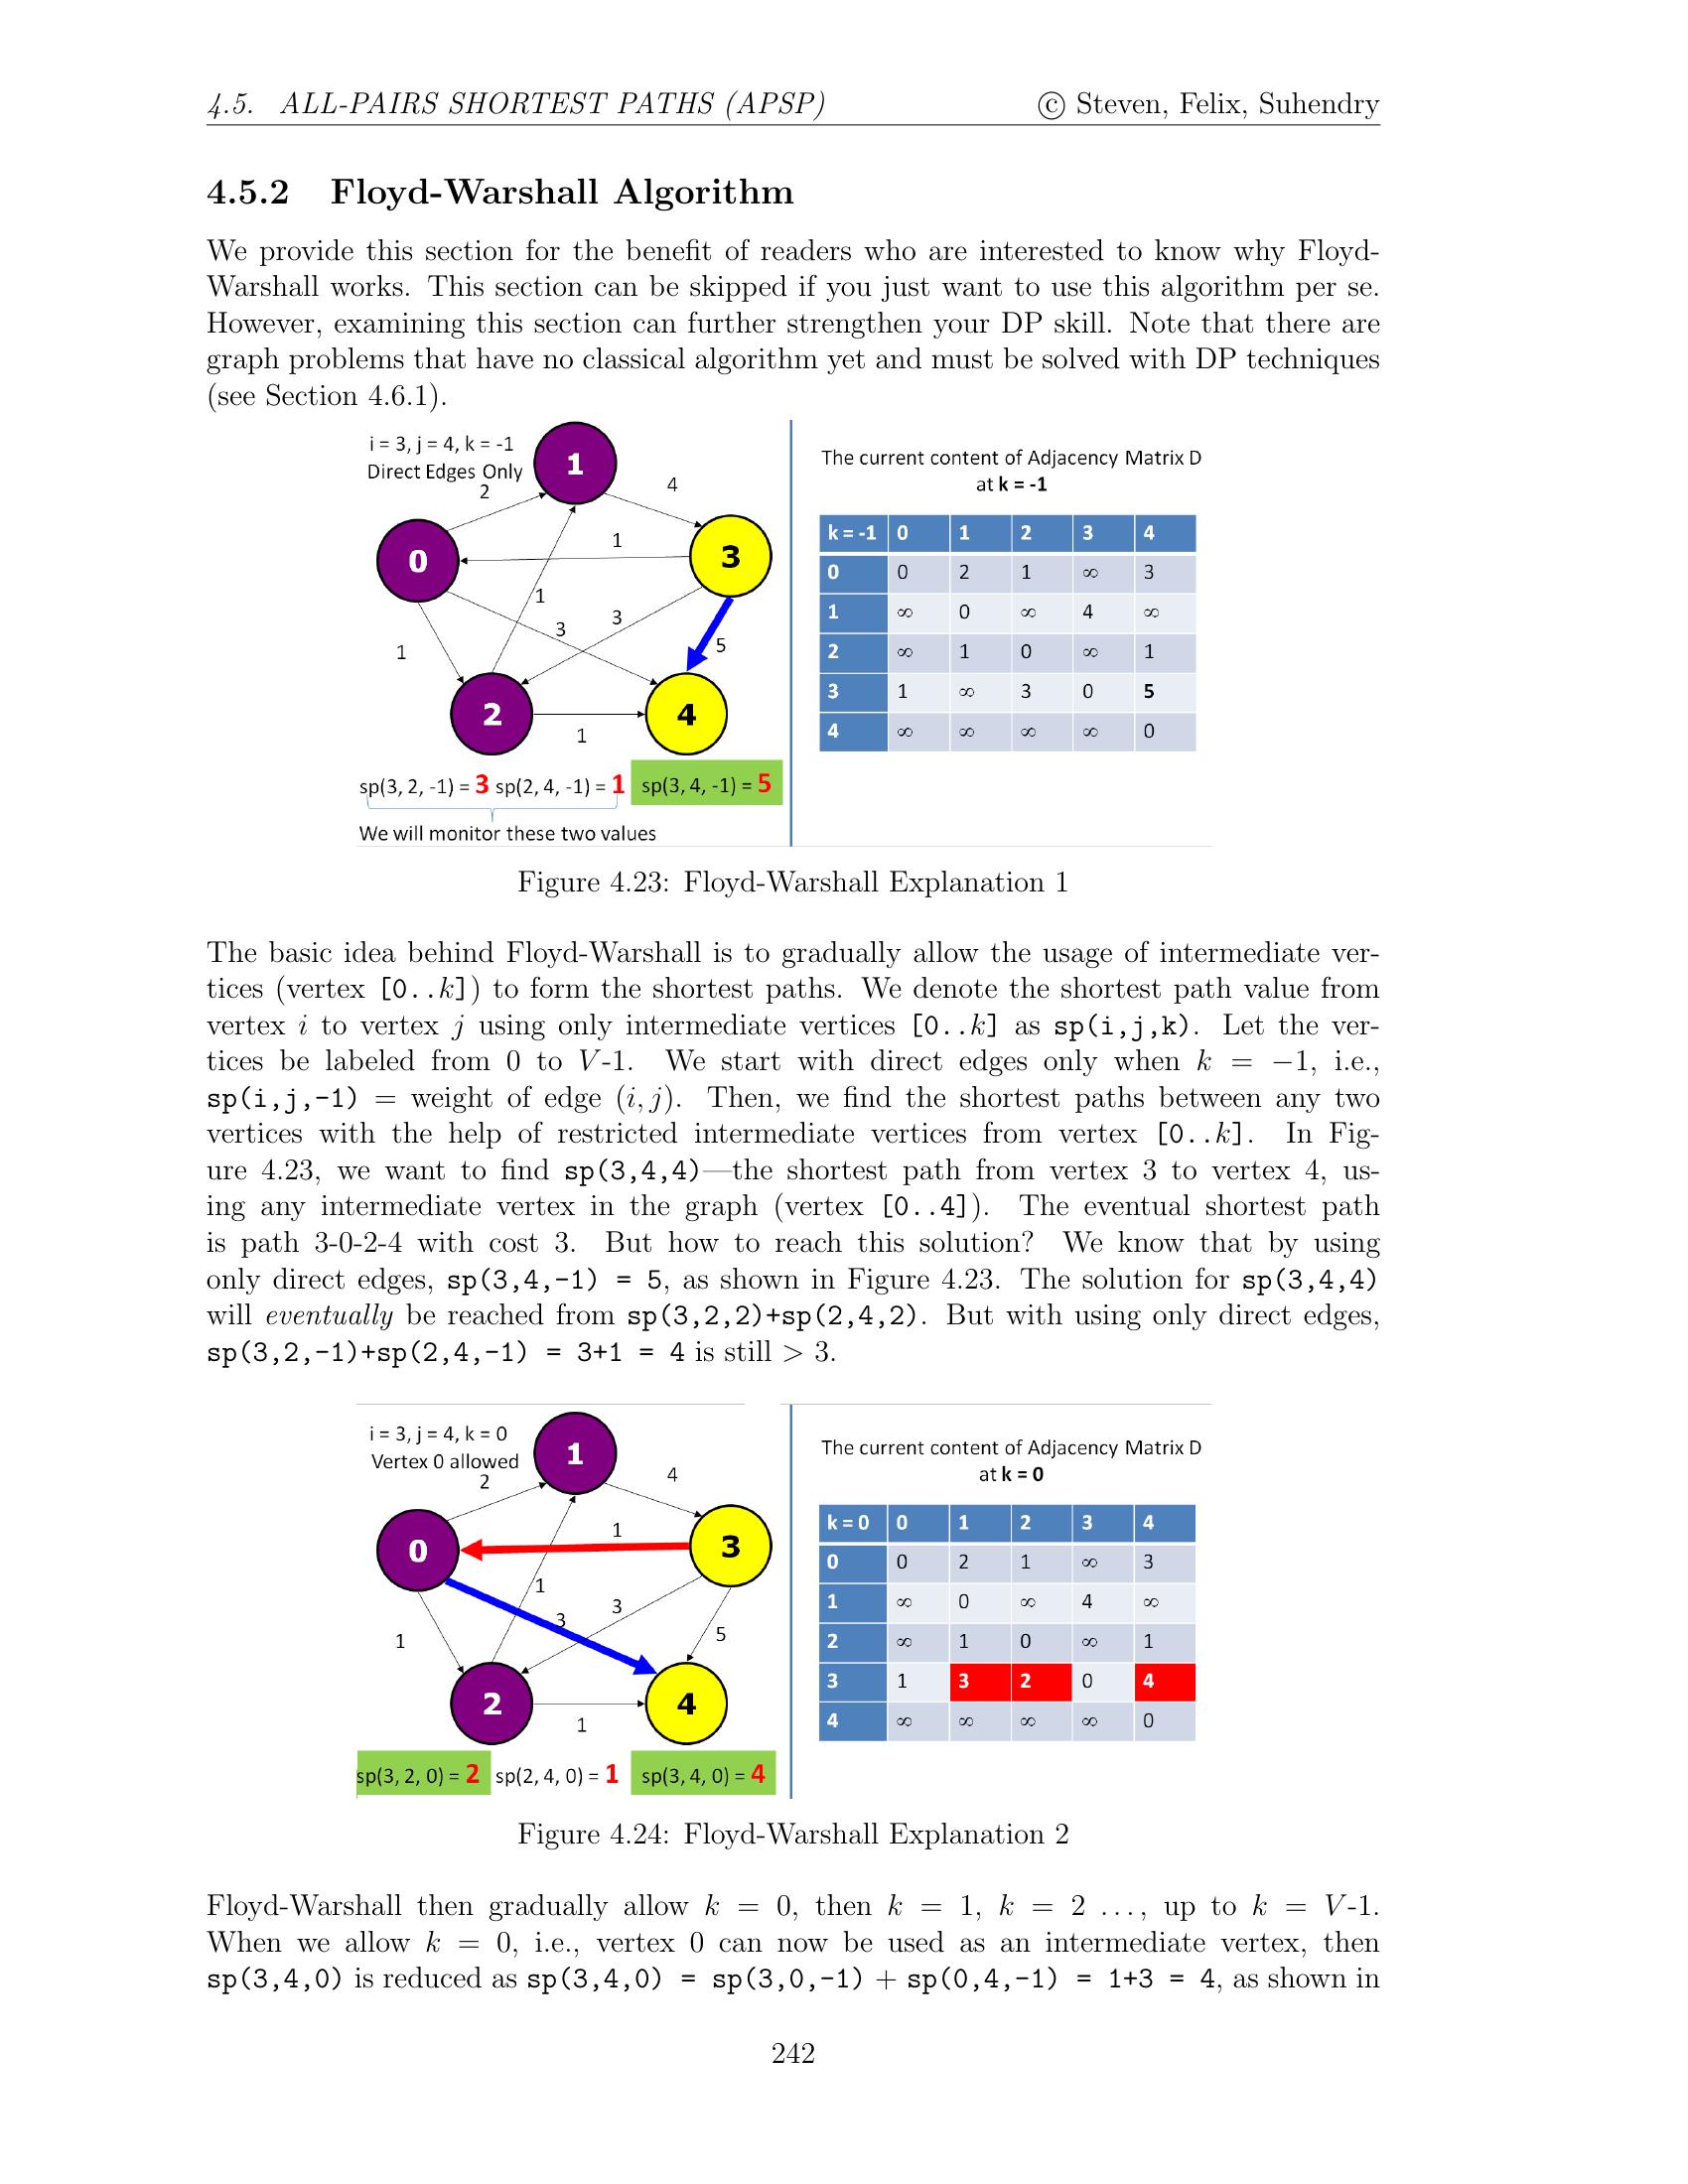 4.5. ALL-PAIRS SHORTEST PATHS (APSP) © Steven, Felix, Suhendry
4.5.2 Floyd-Warshall Algorithm
We provide this section for the benefit of readers who are interested to know why Floyd-
Warshall works. This section can be skipped if you just want to use this algorithm per se.
However, examining this section can further strengthen your DP skill. Note that there are
graph problems that have no classical algorithm yet and must be solved with DP techniques
(see Section 4.6.1).
i = 3, j = 4, k = -1
Direct Edges Only
1
2
4
0
1
3
1
3
3
1
5
2
4
1
sp(3, 2, -1) = 3 sp(2, 4, -1) = 1 sp(3, 4, -1) = 5
We will monitor these two values
The current content of Adjacency Matrix D
at k = -1
k = -1 0 1 2 3 4
0 0 2 1 ∞ 3
1 ∞ 0 ∞ 4 ∞
2 ∞ 1 0 ∞ 1
3 1 ∞ 3 0 5
4 ∞ ∞ ∞ ∞ 0
Figure 4.23: Floyd-Warshall Explanation 1
The basic idea behind Floyd-Warshall is to gradually allow the usage of intermediate ver-
tices (vertex [0..k]) to form the shortest paths. We denote the shortest path value from
vertex i to vertex j using only intermediate vertices [0..k] as sp(i,j,k). Let the ver-
tices be labeled from 0 to V-1. We start with direct edges only when k = −1, i.e.,
sp(i,j,-1) = weight of edge (i, j). Then, we find the shortest paths between any two
vertices with the help of restricted intermediate vertices from vertex [0..k]. In Fig-
ure 4.23, we want to find sp(3,4,4)—the shortest path from vertex 3 to vertex 4, us-
ing any intermediate vertex in the graph (vertex [0..4]). The eventual shortest path
is path 3-0-2-4 with cost 3. But how to reach this solution? We know that by using
only direct edges, sp(3,4,-1) = 5, as shown in Figure 4.23. The solution for sp(3,4,4)
will eventually be reached from sp(3,2,2)+sp(2,4,2). But with using only direct edges,
sp(3,2,-1)+sp(2,4,-1) = 3+1 = 4 is still > 3.
i = 3, j = 4, k = 0
Vertex 0 allowed
1
2
4
0
1
3
1
3
3
1
5
2
4
1
sp(3, 2, 0) = 2 sp(2, 4, 0) = 1 sp(3, 4, 0) = 4
The current content of Adjacency Matrix D
at k = 0
k = 0 0 1 2 3 4
0 0 2 1 ∞ 3
1 ∞ 0 ∞ 4 ∞
2 ∞ 1 0 ∞ 1
3 1 3 2 0 4
4 ∞ ∞ ∞ ∞ 0
Figure 4.24: Floyd-Warshall Explanation 2
Floyd-Warshall then gradually allow k = 0, then k = 1, k = 2 ..., up to k = V-1.
When we allow k = 0, i.e., vertex 0 can now be used as an intermediate vertex, then
sp(3,4,0) is reduced as sp(3,4,0) = sp(3,0,-1) + sp(0,4,-1) = 1+3 = 4, as shown in
242